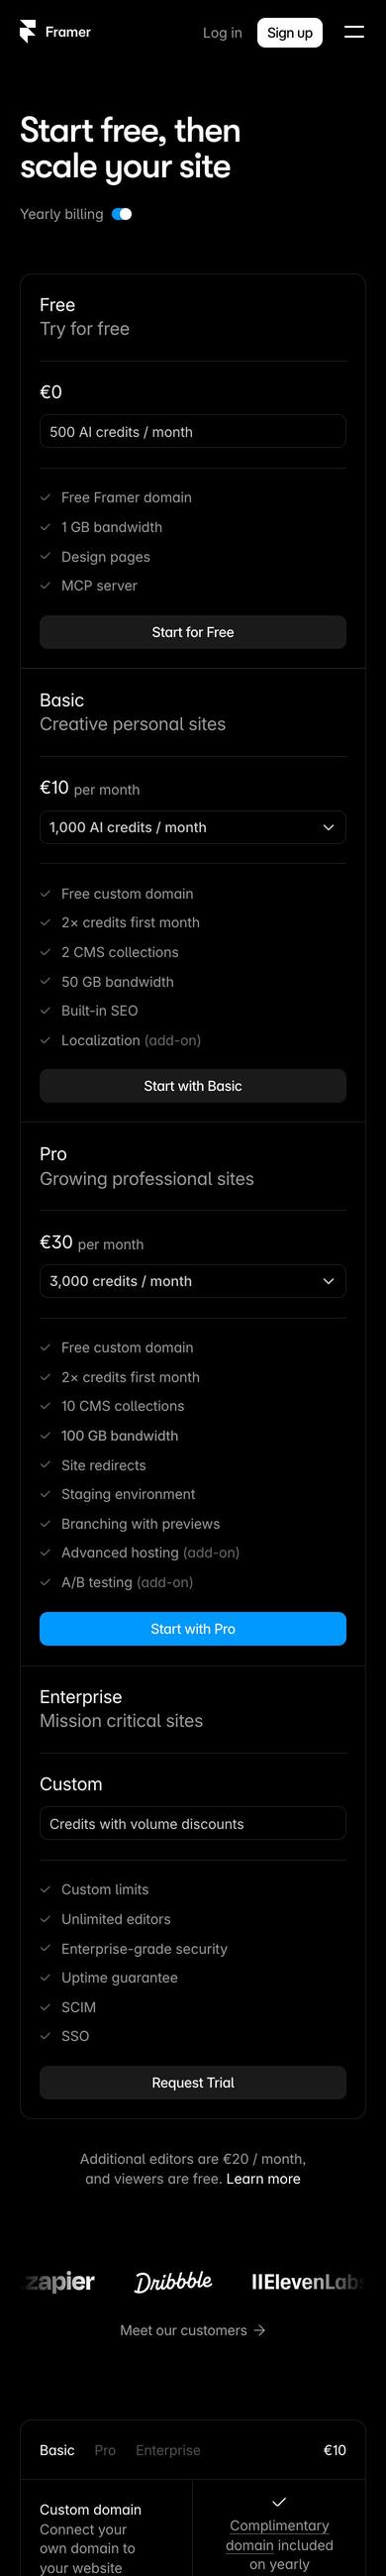 Framer
Log in
Sign up
Start free, then
scale your site
Yearly billing
Free
Try for free
€0
500 AI credits / month
Free Framer domain
1 GB bandwidth
Design pages
MCP server
Start for Free
Basic
Creative personal sites
€10 per month
1,000 AI credits / month
Free custom domain
2× credits first month
2 CMS collections
50 GB bandwidth
Built-in SEO
Localization (add-on)
Start with Basic
Pro
Growing professional sites
€30 per month
3,000 credits / month
Free custom domain
2× credits first month
10 CMS collections
100 GB bandwidth
Site redirects
Staging environment
Branching with previews
Advanced hosting (add-on)
A/B testing (add-on)
Start with Pro
Enterprise
Mission critical sites
Custom
Credits with volume discounts
Custom limits
Unlimited editors
Enterprise-grade security
Uptime guarantee
SCIM
SSO
Request Trial
Additional editors are €20 / month,
and viewers are free. Learn more
zapier
Dribbble
IIElevenLabs
Meet our customers →
Basic
Pro
Enterprise
€10
Custom domain
Connect your
own domain to
your website
Complimentary
domain included
on yearly